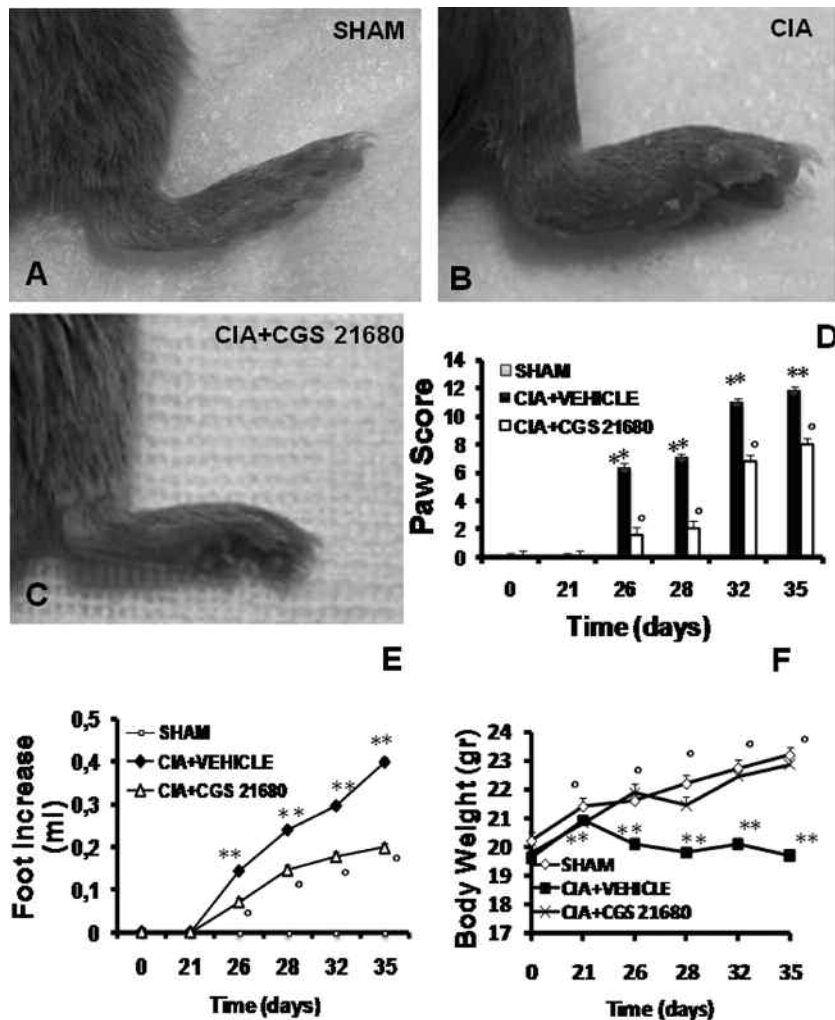 SHAM
A
CIA
B
CIA+CGS 21680
C
D
14
12
10
8
6
4
2
0
Paw Score
SHAM
CIA+VEHICLE
CIA+CGS 21680
** ** ** **
° ° ° °
0 21 26 28 32 35
Time (days)
E
0,5
0,4
0,3
0,2
0,1
0
Foot Increase
(ml)
SHAM
CIA+VEHICLE
CIA+CGS 21680
** ** ** **
° ° ° °
0 21 26 28 32 35
Time (days)
F
24
23
22
21
20
19
18
17
Body Weight (gr)
° ° ° ° °
** ** ** ** **
SHAM
CIA+VEHICLE
CIA+CGS 21680
0 21 26 28 32 35
Time (days)